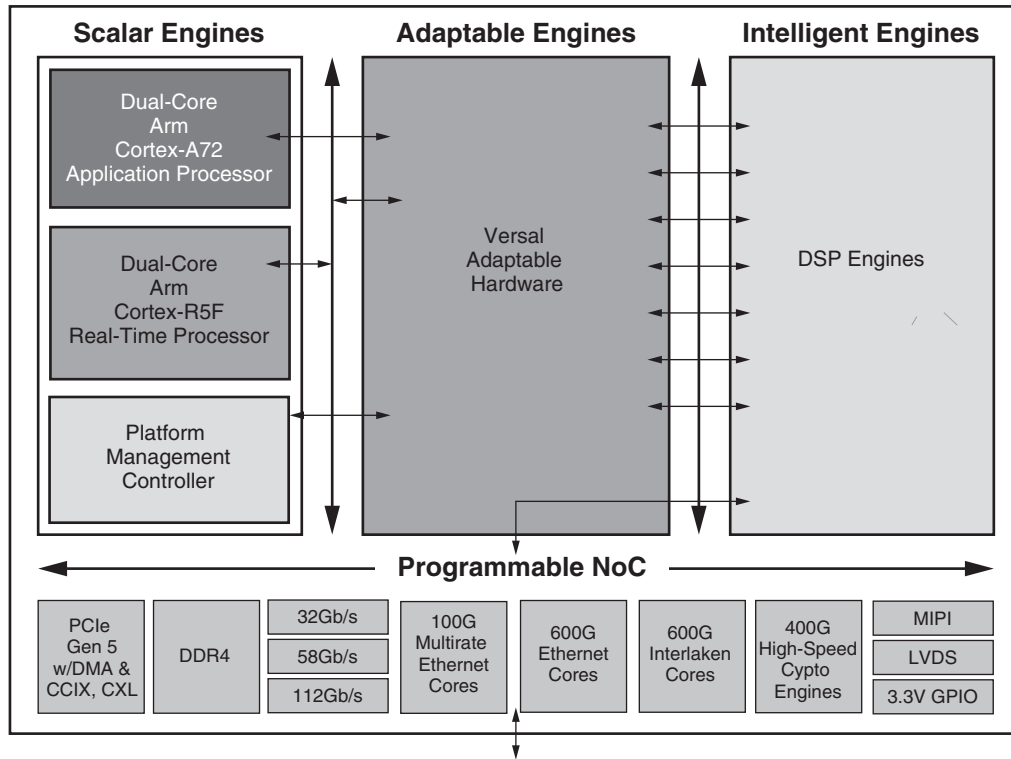 Scalar Engines
Adaptable Engines
Intelligent Engines
Dual-Core
Arm
Cortex-A72
Application Processor
Dual-Core
Arm
Cortex-R5F
Real-Time Processor
Platform
Management
Controller
Versal
Adaptable
Hardware
DSP Engines
Programmable NoC
PCIe
Gen 5
w/DMA &
CCIX, CXL
DDR4
32Gb/s
58Gb/s
112Gb/s
100G
Multirate
Ethernet
Cores
600G
Ethernet
Cores
600G
Interlaken
Cores
400G
High-Speed
Cypto
Engines
MIPI
LVDS
3.3V GPIO